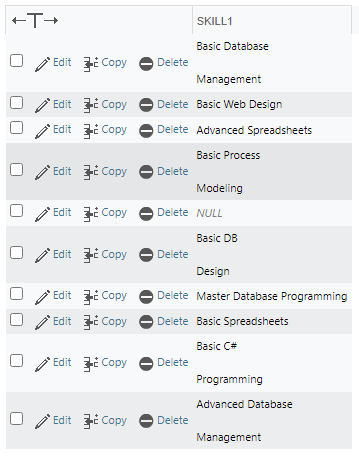 ←T→ SKILL1
Basic Database
Edit Copy Delete
Management
Edit Copy Delete Basic Web Design
Edit Copy Delete Advanced Spreadsheets
Basic Process
Edit Copy Delete
Modeling
Edit Copy Delete NULL
Basic DB
Edit Copy Delete
Design
Edit Copy Delete Master Database Programming
Edit Copy Delete Basic Spreadsheets
Basic C#
Edit Copy Delete
Programming
Advanced Database
Edit Copy Delete
Management